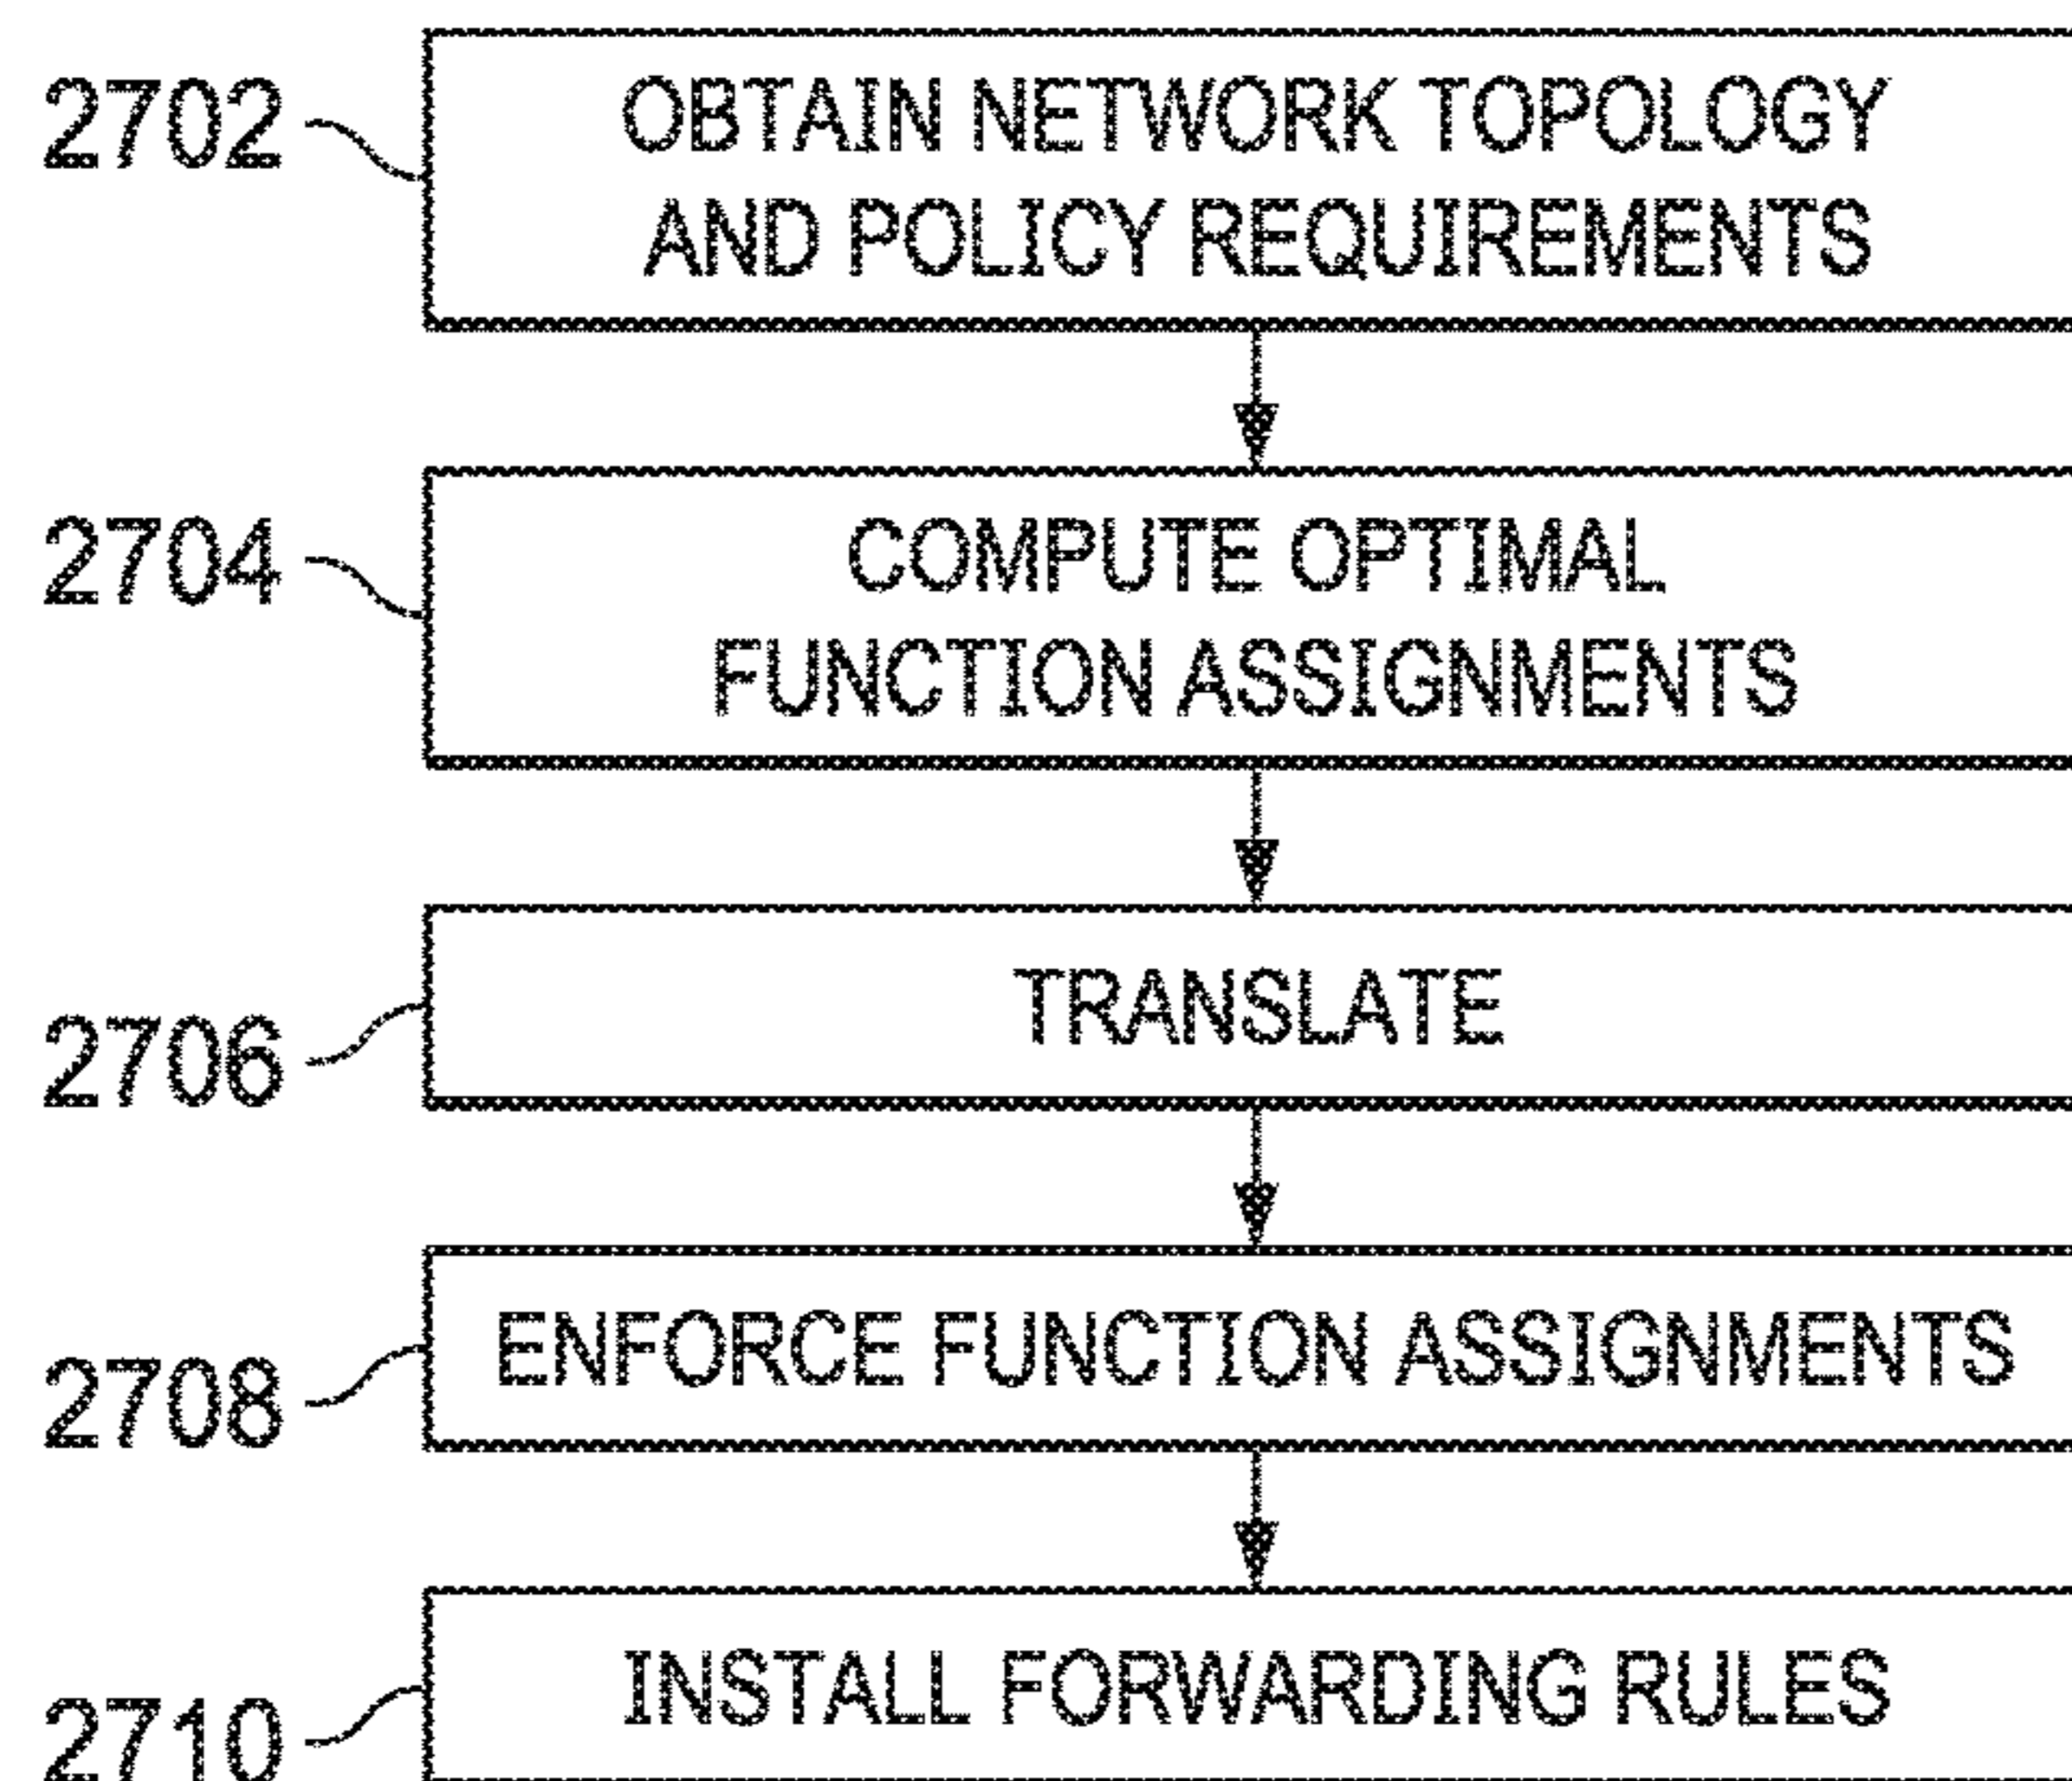 2702
OBTAIN NETWORK TOPOLOGY
AND POLICY REQUIREMENTS
2704
COMPUTE OPTIMAL
FUNCTION ASSIGNMENTS
2706
TRANSLATE
2708
ENFORCE FUNCTION ASSIGNMENTS
2710
INSTALL FORWARDING RULES